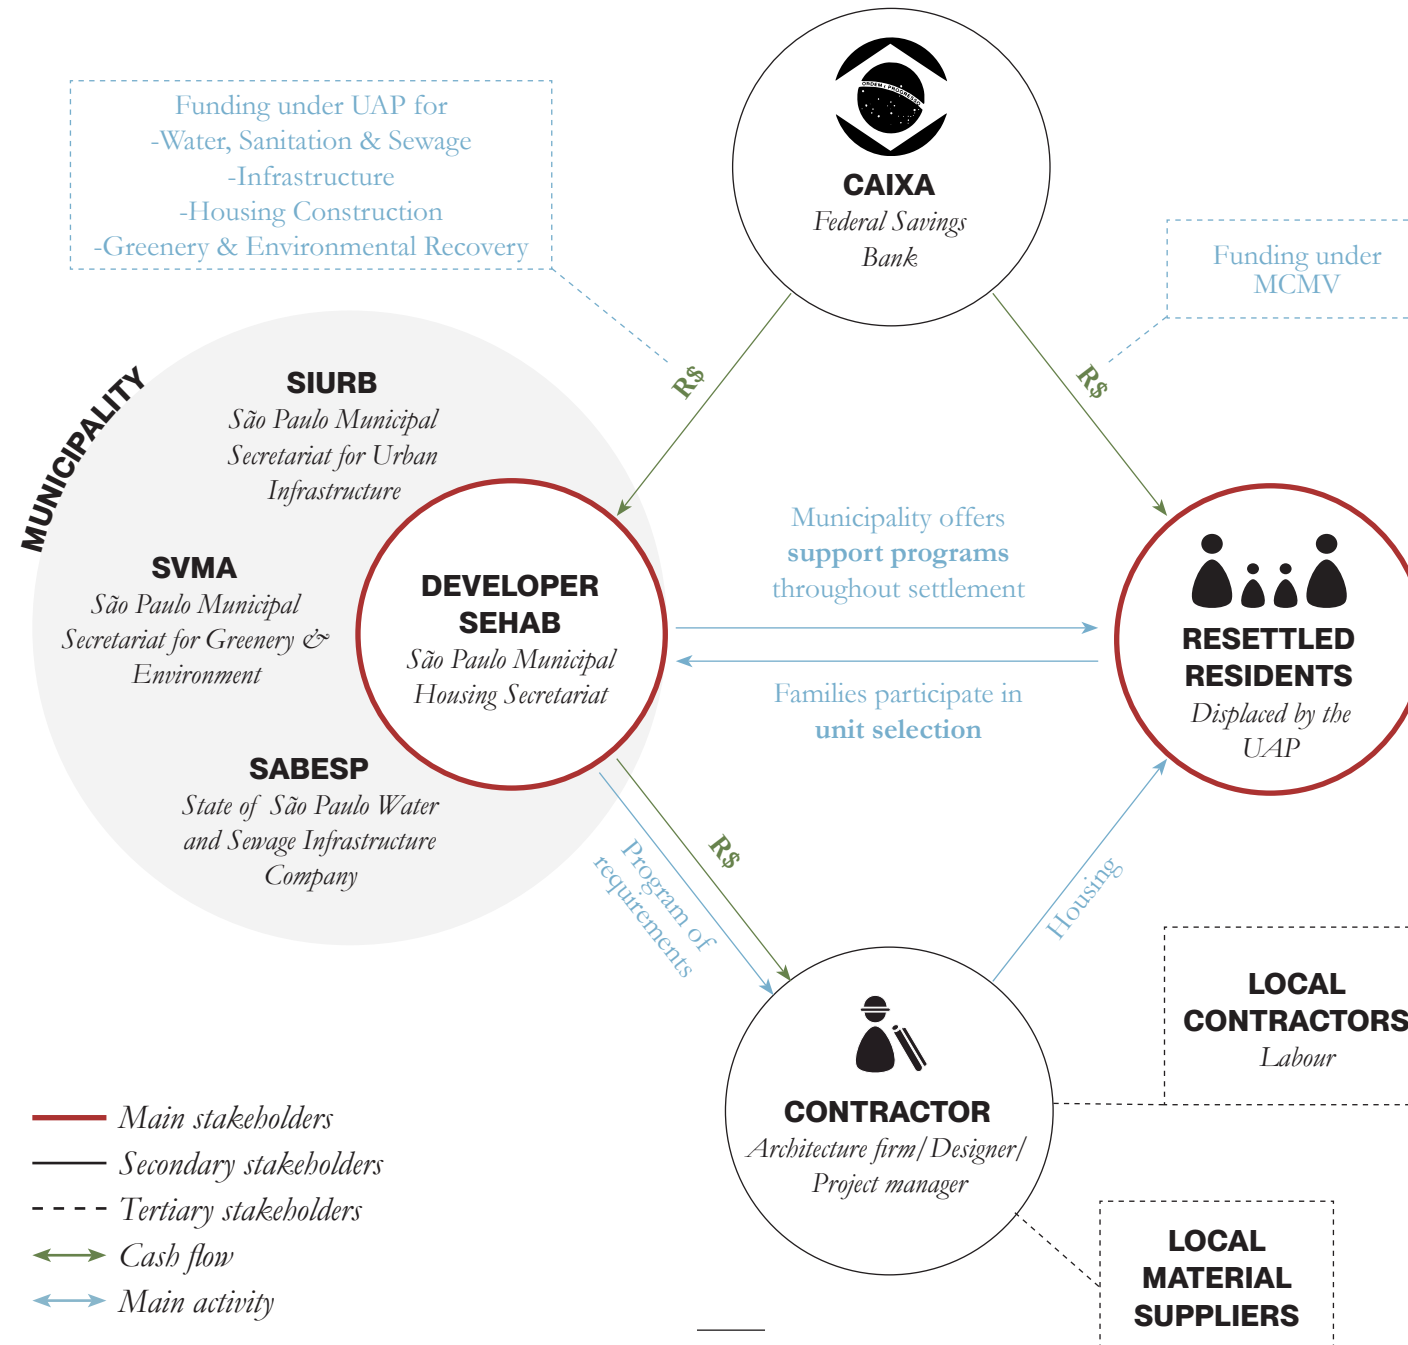 ORDEM E PROGRESSO
CAIXA
Federal Savings
Bank
Funding under UAP for
-Water, Sanitation & Sewage
-Infrastructure
-Housing Construction
-Greenery & Environmental Recovery
Funding under
MCMV
R$
R$
MUNICIPALITY
SIURB
São Paulo Municipal
Secretariat for Urban
Infrastructure
SVMA
São Paulo Municipal
Secretariat for Greenery &
Environment
SABESP
State of São Paulo Water
and Sewage Infrastructure
Company
DEVELOPER
SEHAB
São Paulo Municipal
Housing Secretariat
Municipality offers
support programs
throughout settlement
Families participate in
unit selection
RESETTLED
RESIDENTS
Displaced by the
UAP
R$
Program of
requirements
Housing
CONTRACTOR
Architecture firm/Designer/
Project manager
LOCAL
CONTRACTORS
Labour
LOCAL
MATERIAL
SUPPLIERS
Main stakeholders
Secondary stakeholders
Tertiary stakeholders
Cash flow
Main activity